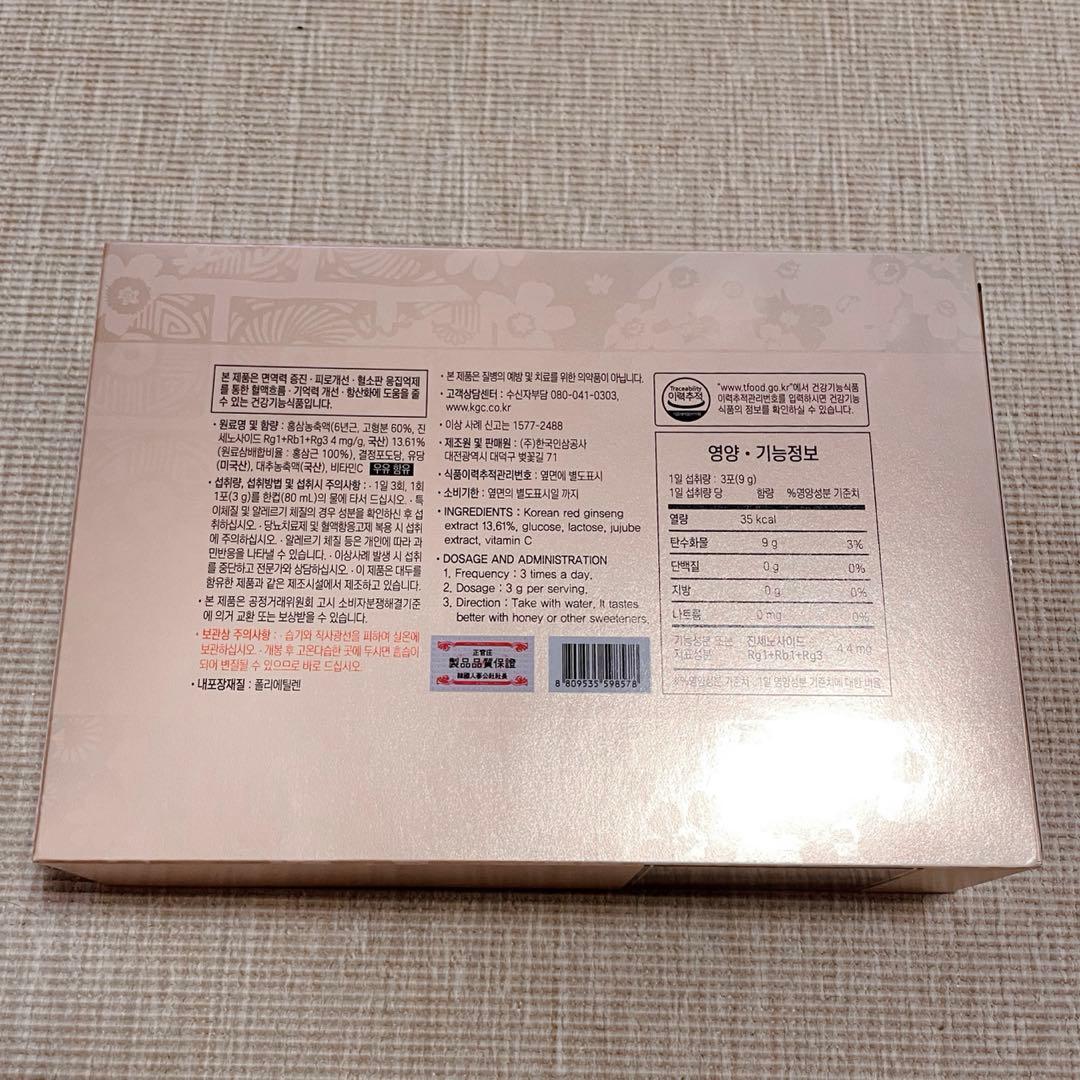 본 제품은 면역력 증진 · 피로개선 · 혈소판 응집억제
를 통한 혈액흐름 · 기억력 개선 · 항산화에 도움을 줄
수 있는 건강기능식품입니다.
• 원료명 및 함량 : 홍삼농축액(6년근, 고형분 60%, 진
세노사이드 Rg1+Rb1+Rg3 4 mg/g, 국산) 13.61%
(원료삼배합비율 : 홍삼근 100%), 결정포도당, 유당
(미국산), 대추농축액(국산), 비타민C 우유 함유
• 섭취량, 섭취방법 및 섭취시 주의사항 : · 1일 3회, 1회
1포(3 g)를 한컵(80 mL)의 물에 타서 드십시오. · 특
이체질 및 알레르기 체질의 경우 성분을 확인하신 후 섭
취하십시오. · 당뇨치료제 및 혈액항응고제 복용 시 섭취
에 주의하십시오. · 알레르기 체질 등은 개인에 따라 과
민반응을 나타낼 수 있습니다. · 이상사례 발생 시 섭취
를 중단하고 전문가와 상담하십시오. · 이 제품은 대두를
함유한 제품과 같은 제조시설에서 제조하고 있습니다.
• 본 제품은 공정거래위원회 고시 소비자분쟁해결기준
에 의거 교환 또는 보상받을 수 있습니다.
• 보관상 주의사항 : · 습기와 직사광선을 피하여 실온에
보관하십시오. · 개봉 후 고온다습한 곳에 두시면 흡습이
되어 변질될 수 있으므로 바로 드십시오.
• 내포장재질 : 폴리에틸렌
• 본 제품은 질병의 예방 및 치료를 위한 의약품이 아닙니다.
• 고객상담센터 : 수신자부담 080-041-0303,
www.kgc.co.kr
• 이상 사례 신고는 1577-2488
• 제조원 및 판매원 : (주)한국인삼공사
대전광역시 대덕구 벚꽃길 71
• 식품이력추적관리번호 : 옆면에 별도표시
• 소비기한 : 옆면의 별도표시일 까지
• INGREDIENTS : Korean red ginseng
extract 13.61%, glucose, lactose, jujube
extract, vitamin C
• DOSAGE AND ADMINISTRATION
1. Frequency : 3 times a day.
2. Dosage : 3 g per serving.
3. Direction : Take with water. It tastes
better with honey or other sweeteners.
正官庄
製品品質保證
韓國人蔘公社社長
8 809535 598578
Traceability
이력추적
"www.tfood.go.kr"에서 건강기능식품
이력추적관리번호를 입력하시면 건강기능
식품의 정보를 확인하실 수 있습니다.
영양 · 기능정보
1일 섭취량 : 3포(9 g)
1일 섭취량 당 함량 %영양성분 기준치
열량 35 kcal
탄수화물 9 g 3%
단백질 0 g 0%
지방 0 g 0%
나트륨 0 mg 0%
기능성분 또는 진세노사이드 4.4 mg
지표성분 Rg1+Rb1+Rg3
※%영양성분 기준치 : 1일 영양성분 기준치에 대한 비율